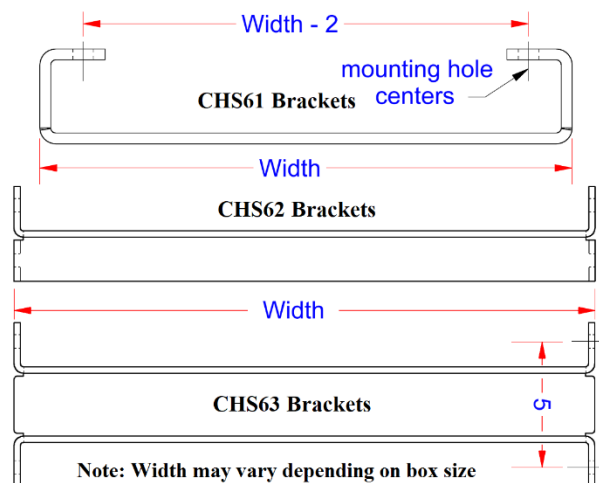 Width - 2
mounting hole
centers
CHS61 Brackets
Width
CHS62 Brackets
Width
CHS63 Brackets
5
Note: Width may vary depending on box size